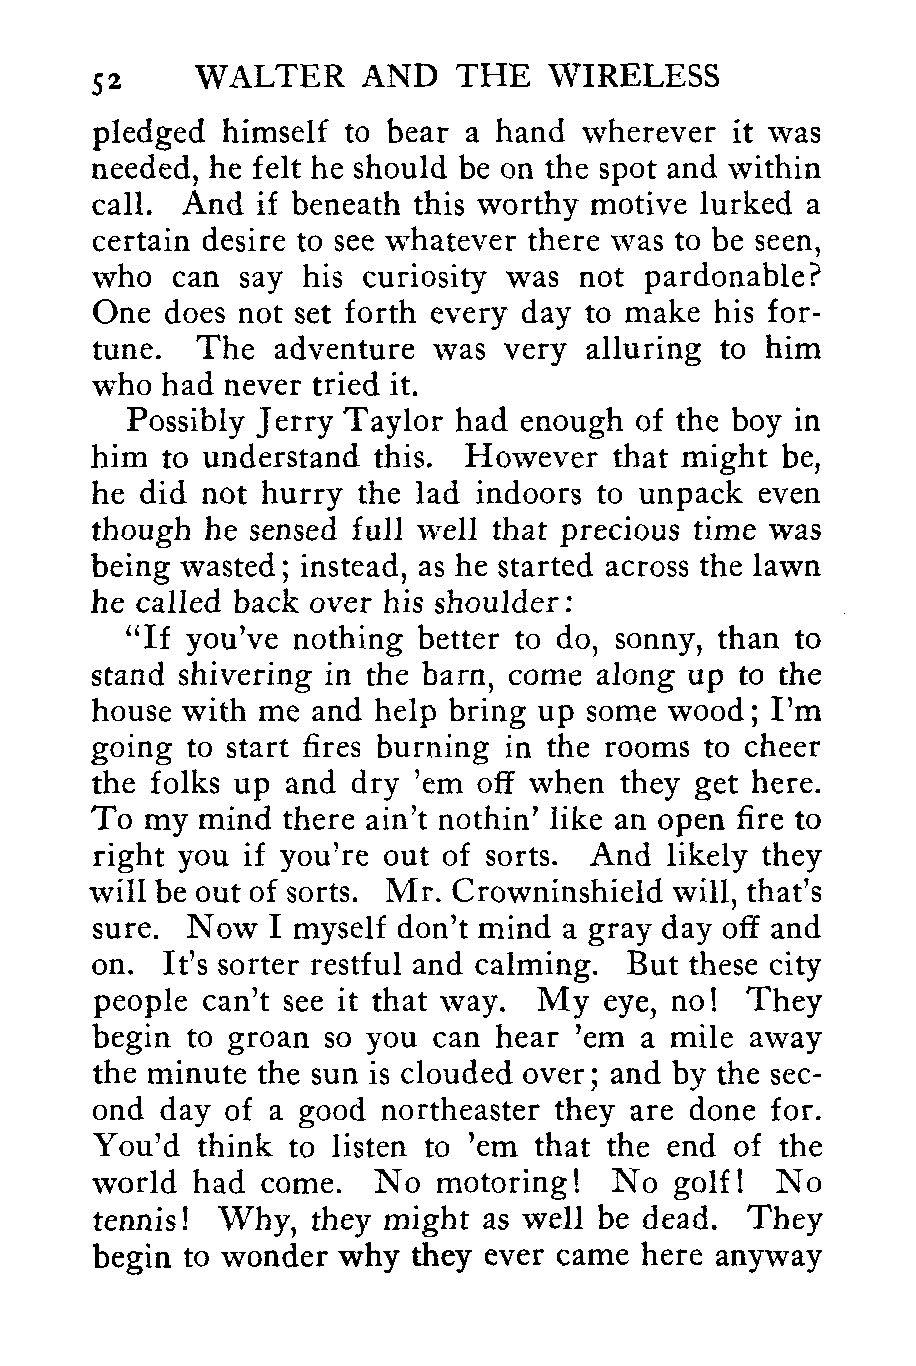 52 WALTER AND THE WIRELESS
pledged himself to bear a hand wherever it was
needed, he felt he should be on the spot and within
call. And if beneath this worthy motive lurked a
certain desire to see whatever there was to be seen,
who can say his curiosity was not pardonable?
One does not set forth every day to make his for-
tune. The adventure was very alluring to him
who had never tried it.
Possibly Jerry Taylor had enough of the boy in
him to understand this. However that might be,
he did not hurry the lad indoors to unpack even
though he sensed full well that precious time was
being wasted; instead, as he started across the lawn
he called back over his shoulder:
“If you’ve nothing better to do, sonny, than to
stand shivering in the barn, come along up to the
house with me and help bring up some wood; I’m
going to start fires burning in the rooms to cheer
the folks up and dry ’em off when they get here.
To my mind there ain’t nothin’ like an open fire to
right you if you’re out of sorts. And likely they
will be out of sorts. Mr. Crowninshield will, that’s
sure. Now I myself don’t mind a gray day off and
on. It’s sorter restful and calming. But these city
people can’t see it that way. My eye, no! They
begin to groan so you can hear ’em a mile away
the minute the sun is clouded over; and by the sec-
ond day of a good northeaster they are done for.
You’d think to listen to ’em that the end of the
world had come. No motoring! No golf! No
tennis! Why, they might as well be dead. They
begin to wonder why they ever came here anyway